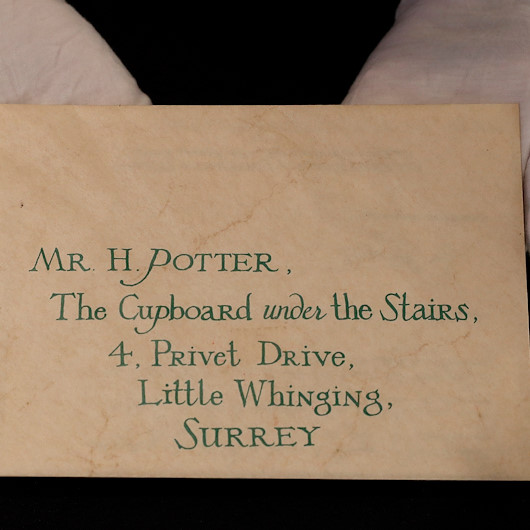 Mr. H. Potter,
The Cupboard under the Stairs,
4, Privet Drive,
Little Whinging,
Surrey